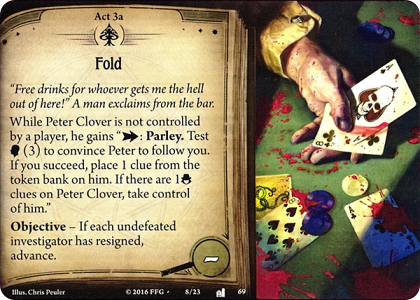 Act 3a
Fold
"Free drinks for whoever gets me the hell
out of here!" A man exclaims from the bar.
While Peter Clover is not controlled
by a player, he gains ": Parley. Test
(3) to convince Peter to follow you.
If you succeed, place 1 clue from the
token bank on him. If there are 1
clues on Peter Clover, take control
of him."
Objective – If each undefeated
investigator has resigned,
advance.
–
Illus. Chris Peuler
© 2016 FFG
8/23
69
A
8